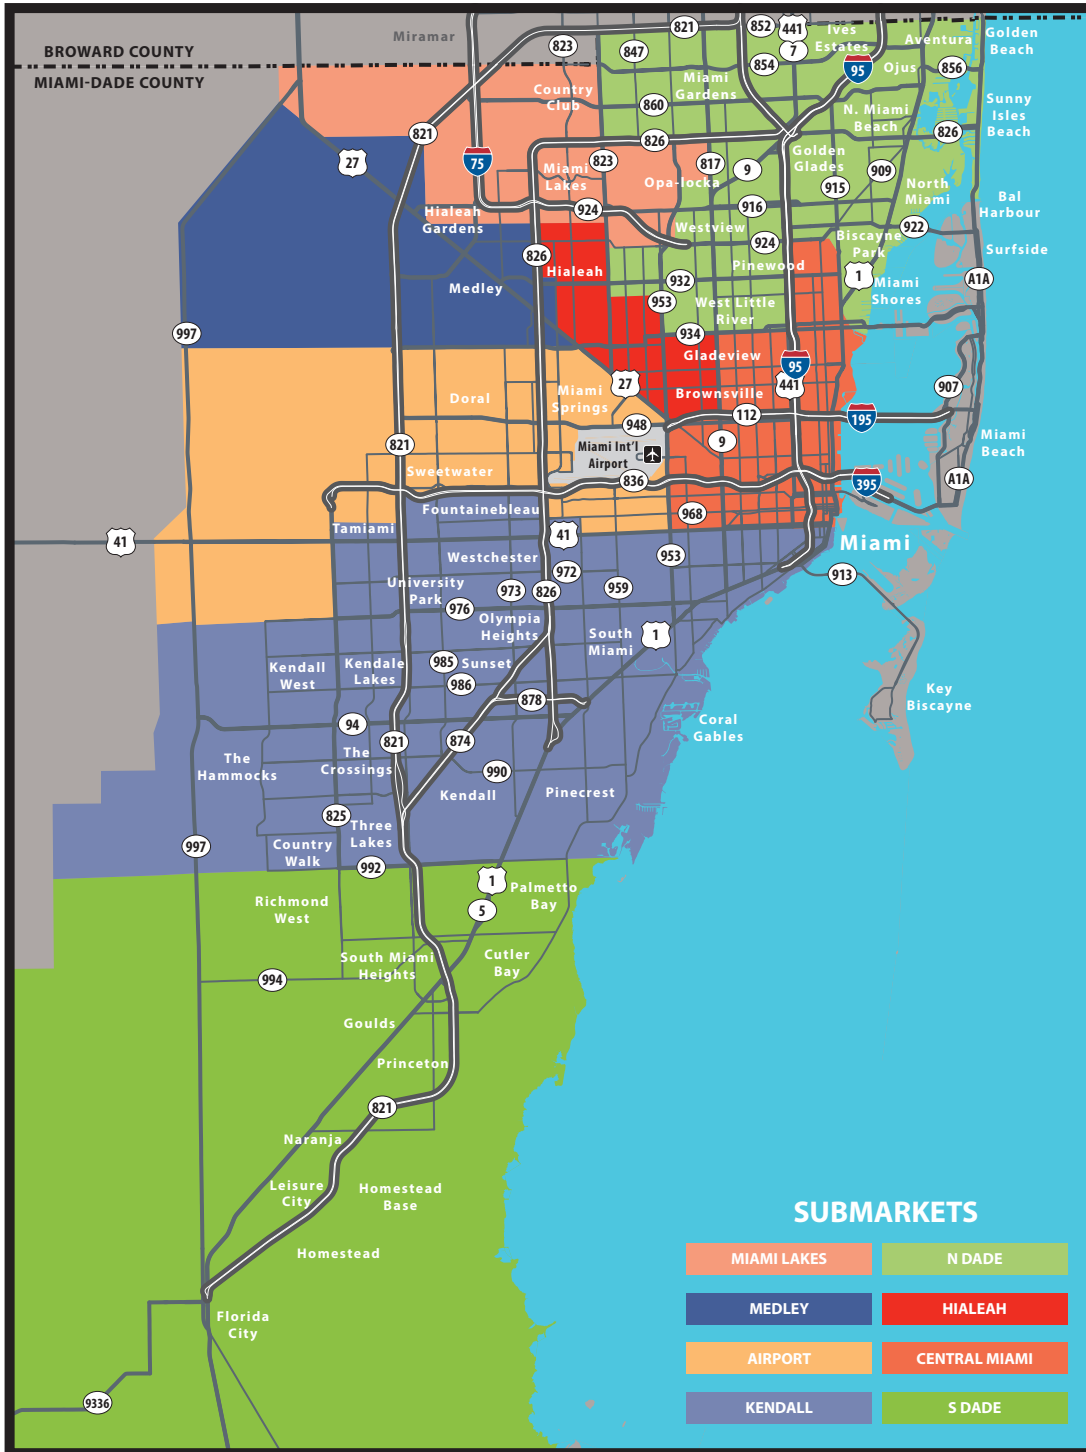 Miramar
821
852
441
7
Ives
Estates
Aventura
Golden
Beach
BROWARD COUNTY
MIAMI-DADE COUNTY
823
847
854
95
Ojus
856
Miami
Gardens
Country
Club
860
N. Miami
Beach
Sunny
Isles
Beach
821
826
826
27
75
823
817
9
Golden
Glades
909
915
Miami
Lakes
Opa-locka
North
Miami
Bal
Harbour
Hialeah
Gardens
924
916
Westview
924
922
Biscayne
Park
Surfside
826
Hialeah
Pinewood
1
Miami
Shores
A1A
Medley
932
953
West Little
River
997
934
Gladeview
95
441
907
Doral
Miami
Springs
27
Brownsville
112
195
948
9
Miami
Beach
821
Miami Int'l
Airport
Sweetwater
836
395
A1A
Fountainebleau
968
Tamiami
41
41
Miami
Westchester
953
972
913
University
Park
973
826
959
976
Olympia
Heights
South
Miami
1
Kendall
West
Kendale
Lakes
985
Sunset
986
878
Key
Biscayne
94
Coral
Gables
The
Hammocks
The
Crossings
821
874
990
Kendall
Pinecrest
825
Three
Lakes
997
Country
Walk
992
1
Palmetto
Bay
Richmond
West
5
South Miami
Heights
Cutler
Bay
994
Goulds
Princeton
821
Naranja
Leisure
City
Homestead
Base
Homestead
Florida
City
9336
SUBMARKETS
MIAMI LAKES
N DADE
MEDLEY
HIALEAH
AIRPORT
CENTRAL MIAMI
KENDALL
S DADE